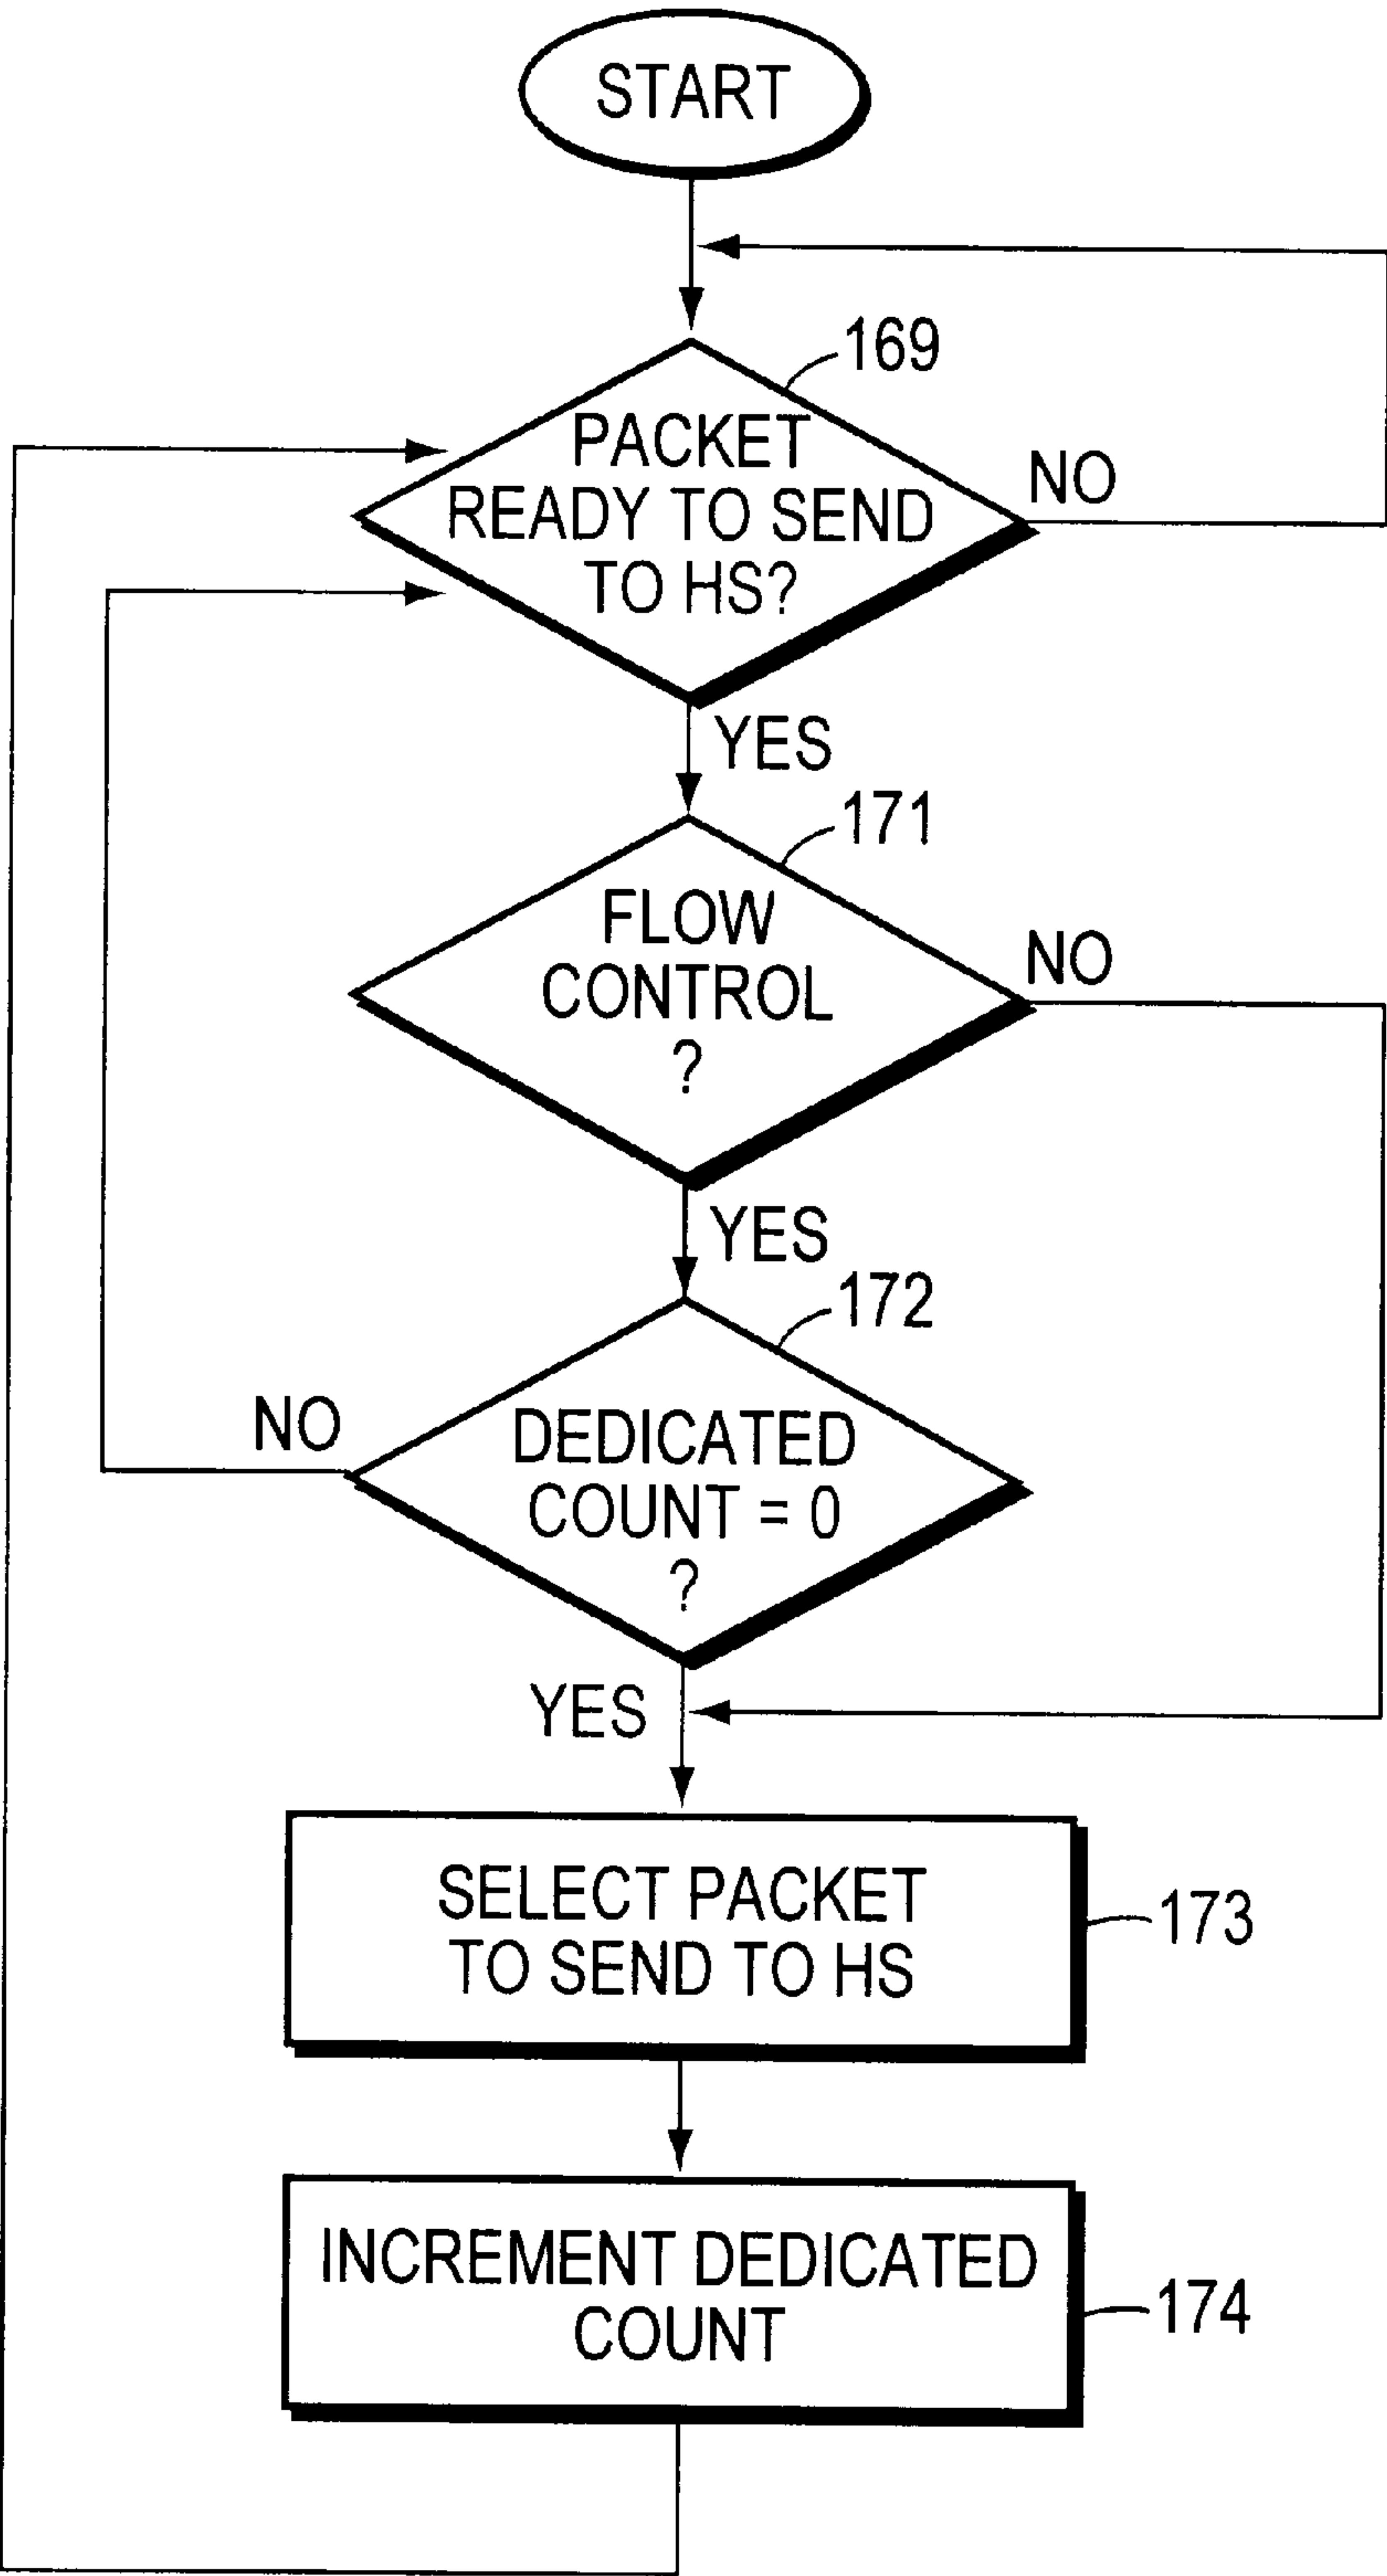 START
169
PACKET
READY TO SEND
TO HS?
NO
YES
171
FLOW
CONTROL
?
NO
YES
172
DEDICATED
COUNT = 0
?
NO
YES
SELECT PACKET
TO SEND TO HS
173
INCREMENT DEDICATED
COUNT
174